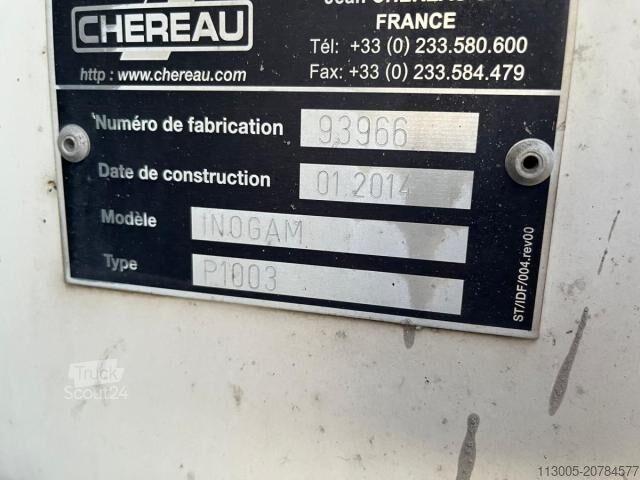 CHEREAU
http : www.chereau.com
Jean CHEREAU
FRANCE
Tél: +33 (0) 233.580.600
Fax: +33 (0) 233.584.479
Numéro de fabrication 93966
Date de construction 01.2014
Modèle INOGAM
Type P1003
ST/IDF/004.rev00
Truck
Scout24
113005-20784577